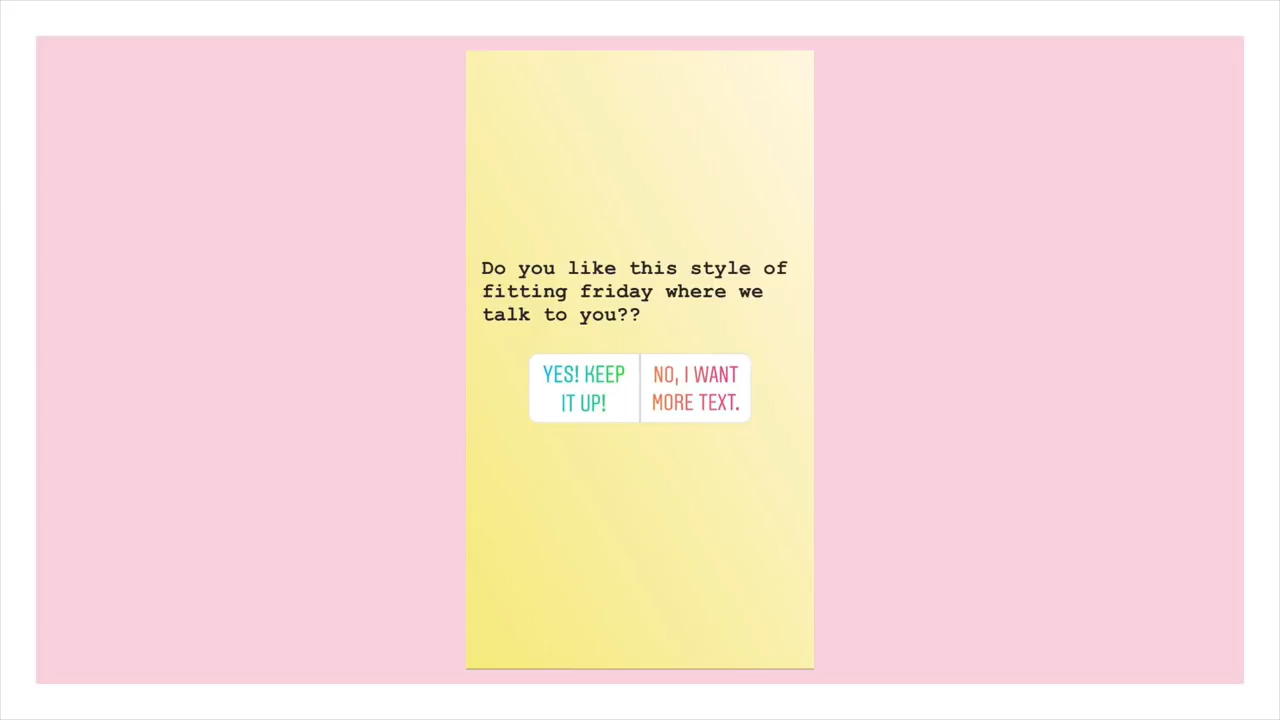 Do you like this style of
fitting friday where we
talk to you??
YES! KEEP
IT UP!
NO, I WANT
MORE TEXT.